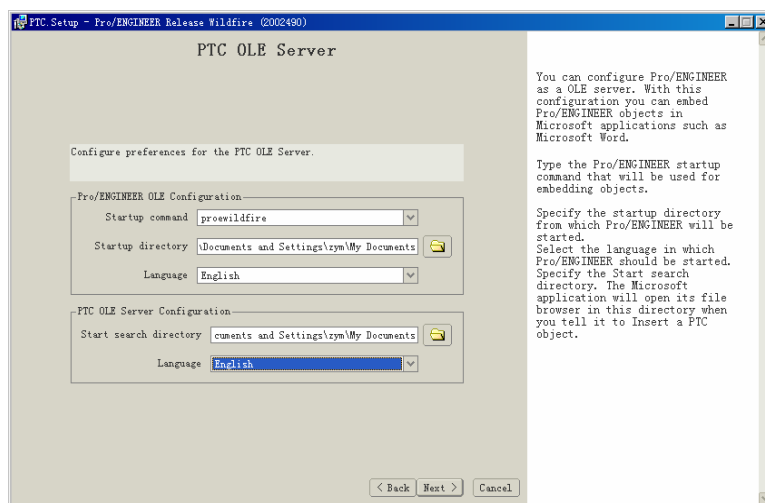 PTC.Setup - Pro/ENGINEER Release Wildfire (2002490)
PTC OLE Server
Configure preferences for the PTC OLE Server.
Pro/ENGINEER OLE Configuration
Startup command proewildfire
Startup directory \Documents and Settings\zym\My Documents
Language English
PTC OLE Server Configuration
Start search directory cuments and Settings\zym\My Documents
Language English
< Back Next > Cancel
You can configure Pro/ENGINEER
as a OLE server. With this
configuration you can embed
Pro/ENGINEER objects in
Microsoft applications such as
Microsoft Word.
Type the Pro/ENGINEER startup
command that will be used for
embedding objects.
Specify the startup directory
from which Pro/ENGINEER will be
started.
Select the language in which
Pro/ENGINEER should be started.
Specify the Start search
directory. The Microsoft
application will open its file
browser in this directory when
you tell it to Insert a PTC
object.